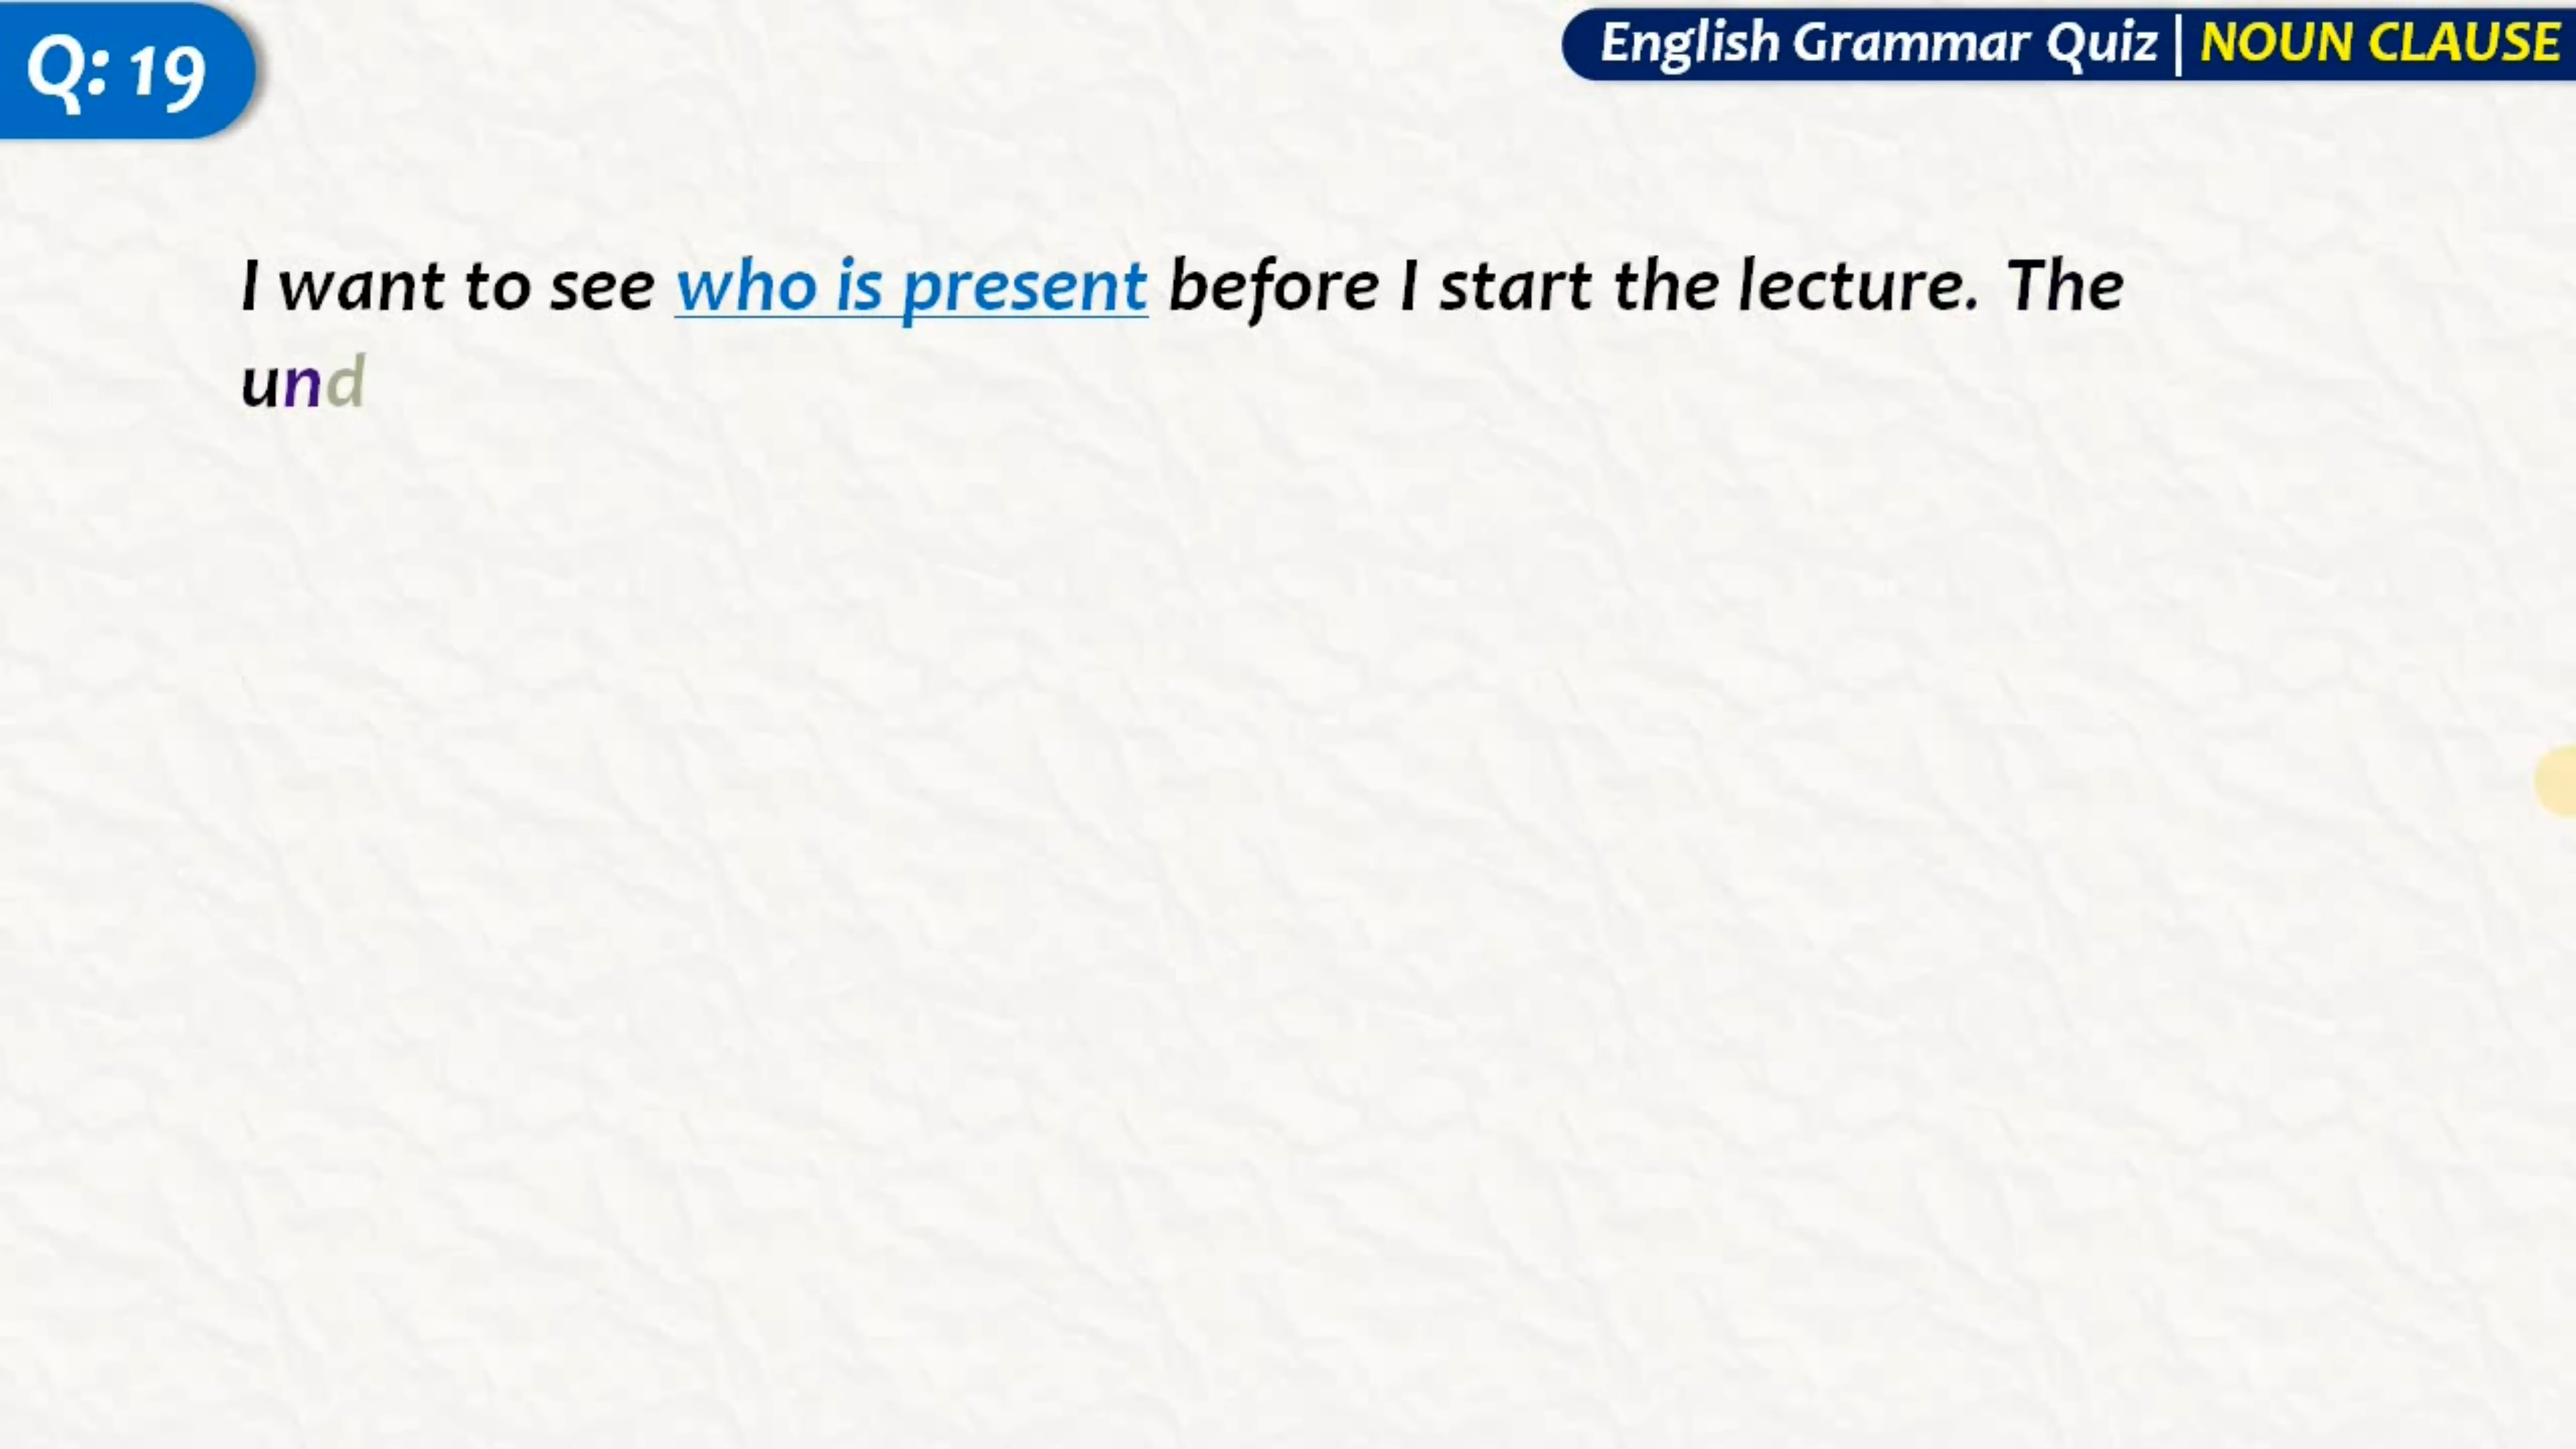 Q: 19
English Grammar Quiz | NOUN CLAUSE
I want to see who is present before I start the lecture. The
und